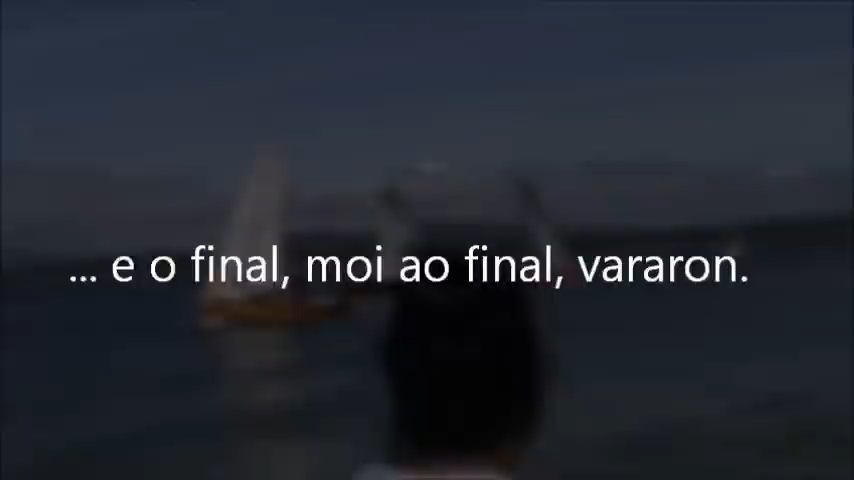 ... e o final, moi ao final, vararon.